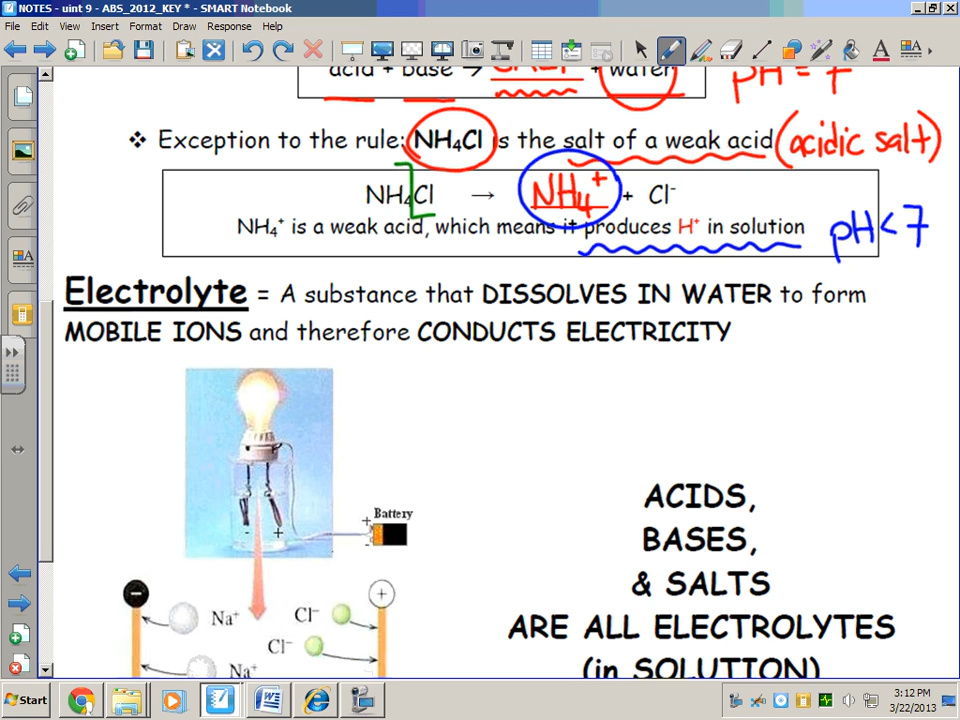 NOTES - uint 9 - ABS_2012_KEY * - SMART Notebook
File Edit View Insert Format Draw Response Help
acid + base → + water
pH = 7
❖ Exception to the rule: NH₄Cl is the salt of a weak acid (acidic salt)
NH₄Cl → NH₄⁺ + Cl⁻
NH₄⁺ is a weak acid, which means it produces H⁺ in solution
pH < 7
Electrolyte = A substance that DISSOLVES IN WATER to form
MOBILE IONS and therefore CONDUCTS ELECTRICITY
Battery
+
- +
-
ACIDS,
BASES,
& SALTS
ARE ALL ELECTROLYTES
(in SOLUTION)
- +
Na⁺ Cl⁻
Cl⁻
Na⁺
Start
3:12 PM
3/22/2013